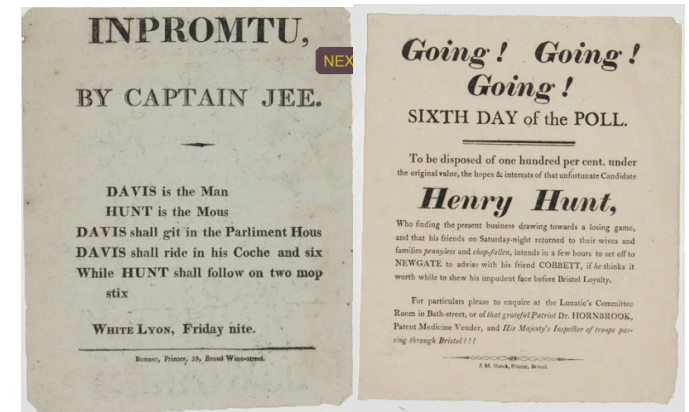 INPROMTU,
NEX
BY CAPTAIN JEE.
DAVIS is the Man
HUNT is the Mous
DAVIS shall git in the Parliment Hous
DAVIS shall ride in his Coche and six
While HUNT shall follow on two mop
stix
WHITE LYON, Friday nite.
Bonner, Printer, 59, Broad Wine-street.
Going! Going!
Going!
SIXTH DAY of the POLL.
To be disposed of one hundred per cent. under
the original value, the hopes & interests of that unfortunate Candidate
Henry Hunt,
Who finding the present business drawing towards a losing game,
and that his friends on Saturday-night returned to their wives and
families pennyless and chop-fallen, intends in a few hours to set off to
NEWGATE to advise with his friend COBBETT, if he thinks it
worth while to shew his impudent face before Bristol Loyalty.
For particulars please to enquire at the Lunatic's Committee
Room in Bath-street, or of that grateful Patriot Dr. HORNBROOK,
Patent Medicine Vender, and His Majesty's Inspector of troops pas-
sing through Bristol!!!
J. M. Gutch, Printer, Bristol.